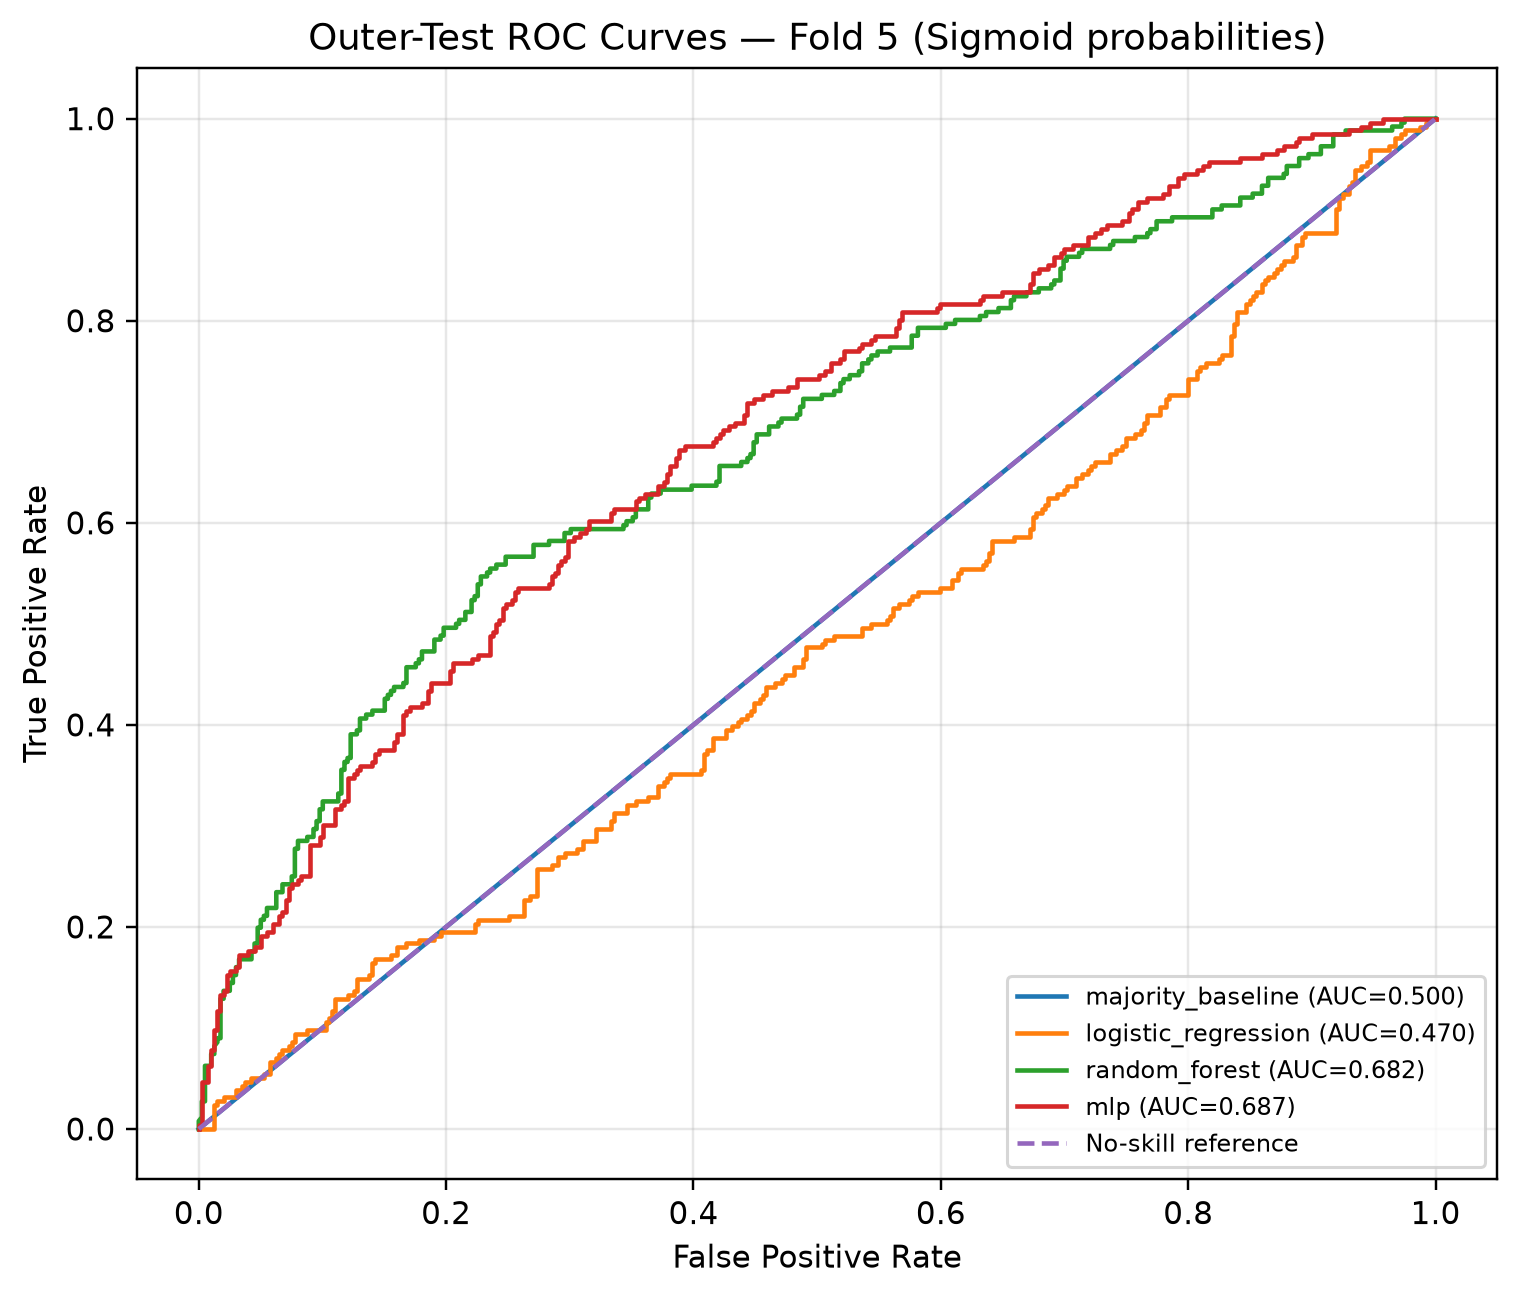 Outer-Test ROC Curves — Fold 5 (Sigmoid probabilities)
True Positive Rate
1.0
0.8
0.6
0.4
0.2
0.0
majority_baseline (AUC=0.500)
logistic_regression (AUC=0.470)
random_forest (AUC=0.682)
mlp (AUC=0.687)
No-skill reference
0.0 0.2 0.4 0.6 0.8 1.0
False Positive Rate